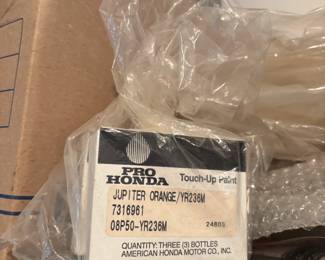 PRO
HONDA
Touch-Up Paint
JUPITER ORANGE/YR236M
7316961
08P50-YR236M
24805
QUANTITY: THREE (3) BOTTLES
AMERICAN HONDA MOTOR CO., INC.